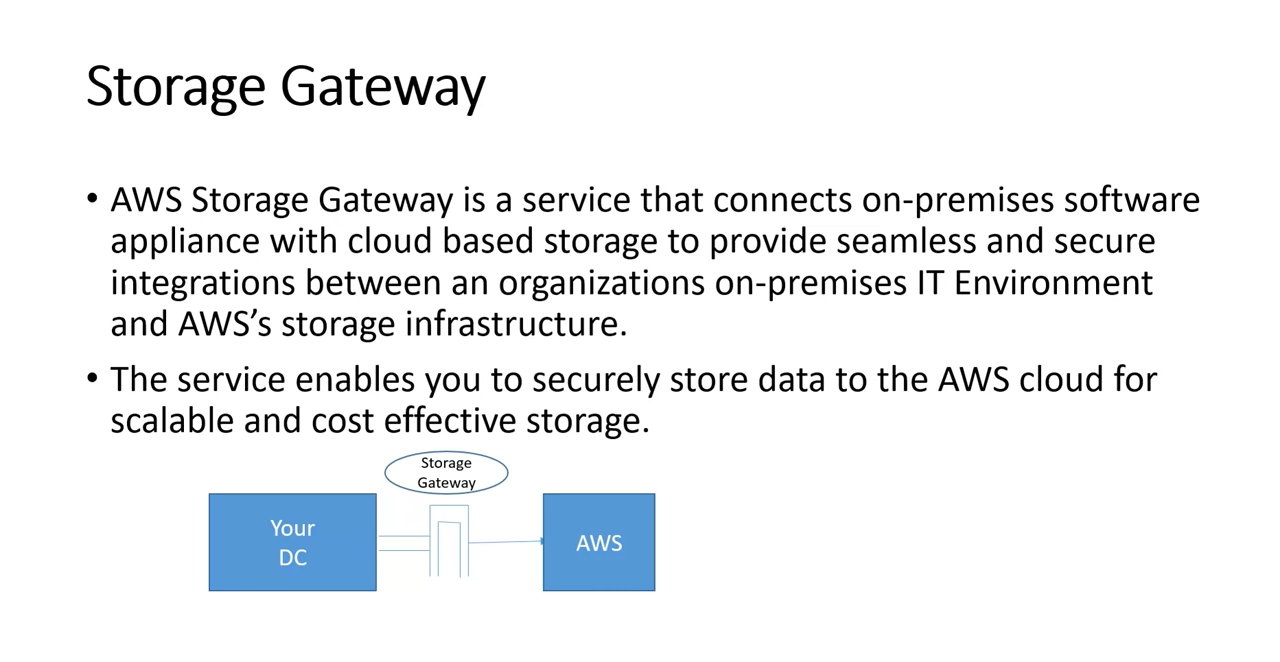 Storage Gateway
• AWS Storage Gateway is a service that connects on-premises software
appliance with cloud based storage to provide seamless and secure
integrations between an organizations on-premises IT Environment
and AWS’s storage infrastructure.
• The service enables you to securely store data to the AWS cloud for
scalable and cost effective storage.
Storage
Gateway
Your
DC
AWS